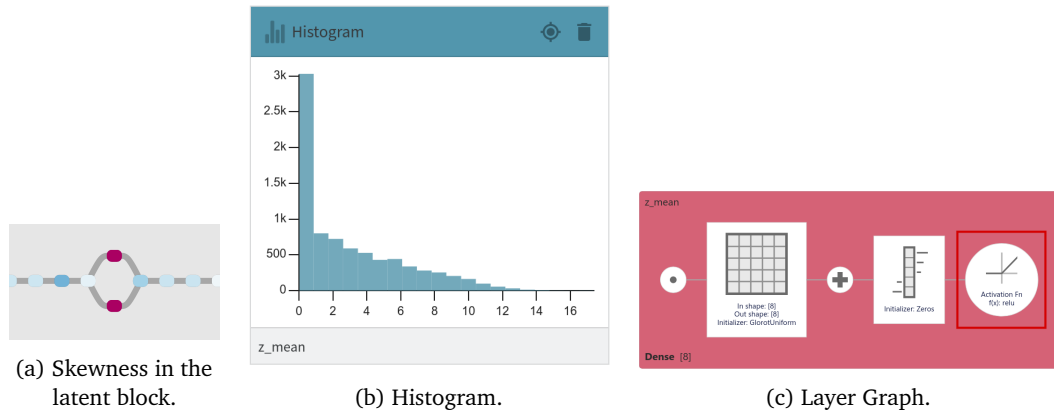 Histogram
3k
2.5k
2k
1.5k
1k
500
0
0 2 4 6 8 10 12 14 16
z_mean
z_mean
In shape: [8]
Out shape: [8]
Initializer: GlorotUniform
Initializer: Zeros
Activation Fn
f(x): relu
Dense [8]
(a) Skewness in the
latent block.
(b) Histogram.
(c) Layer Graph.